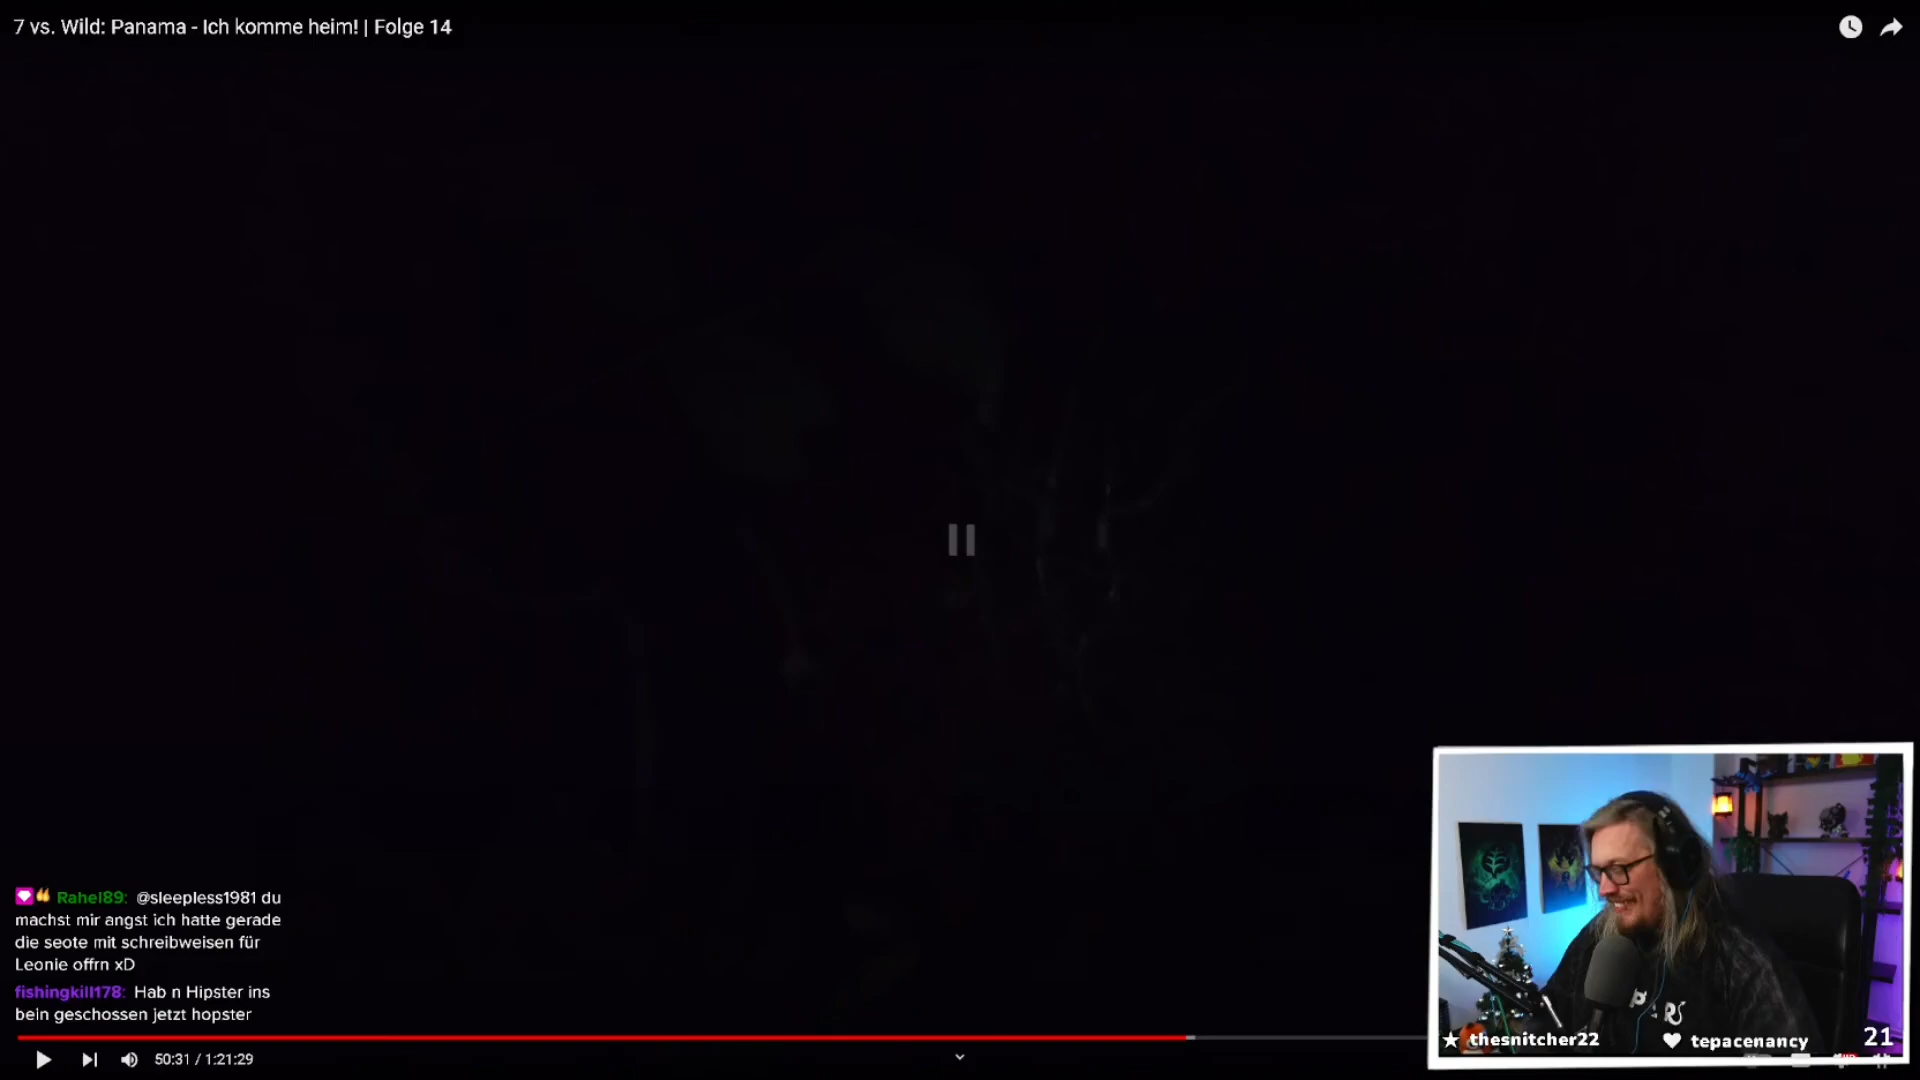 7 vs. Wild: Panama - Ich komme heim! | Folge 14
Rahel89: @sleepless1981 du
machst mir angst ich hatte gerade
die seote mit schreibweisen für
Leonie offrn xD
fishingkill178: Hab n Hipster ins
bein geschossen jetzt hopster
50:31 / 1:21:29
thesnitcher22
tepacenancy
21